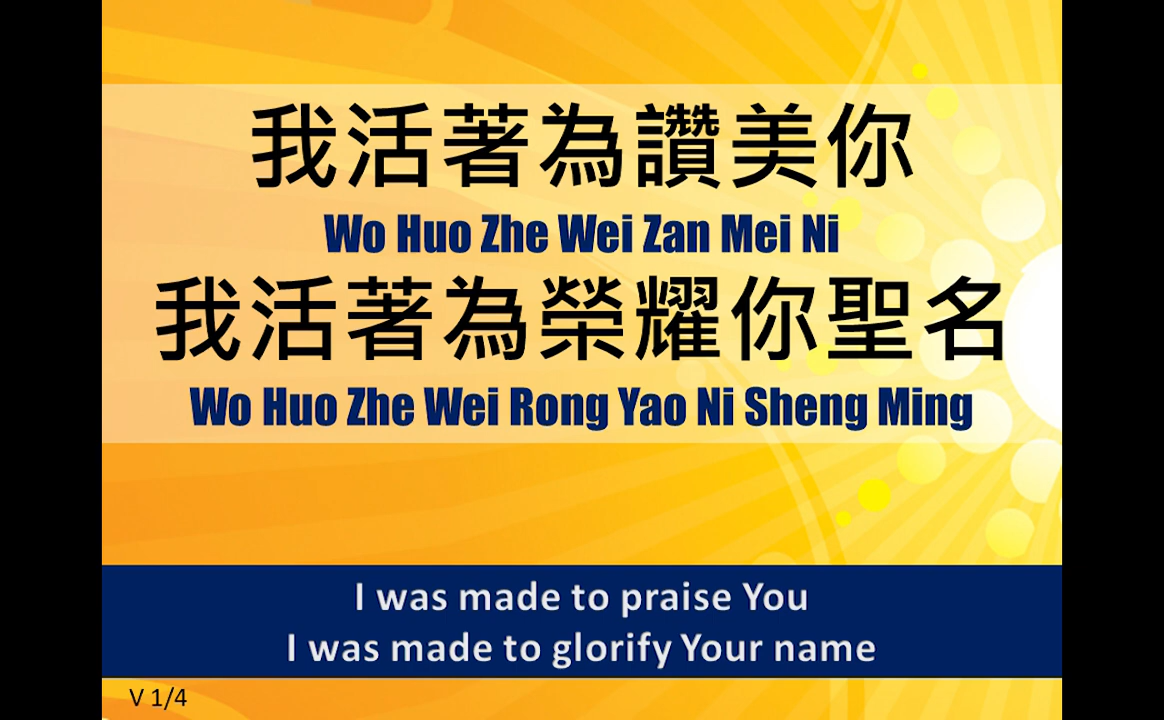 我活著為讚美你
Wo Huo Zhe Wei Zan Mei Ni
我活著為榮耀你聖名
Wo Huo Zhe Wei Rong Yao Ni Sheng Ming
I was made to praise You
I was made to glorify Your name
V 1/4